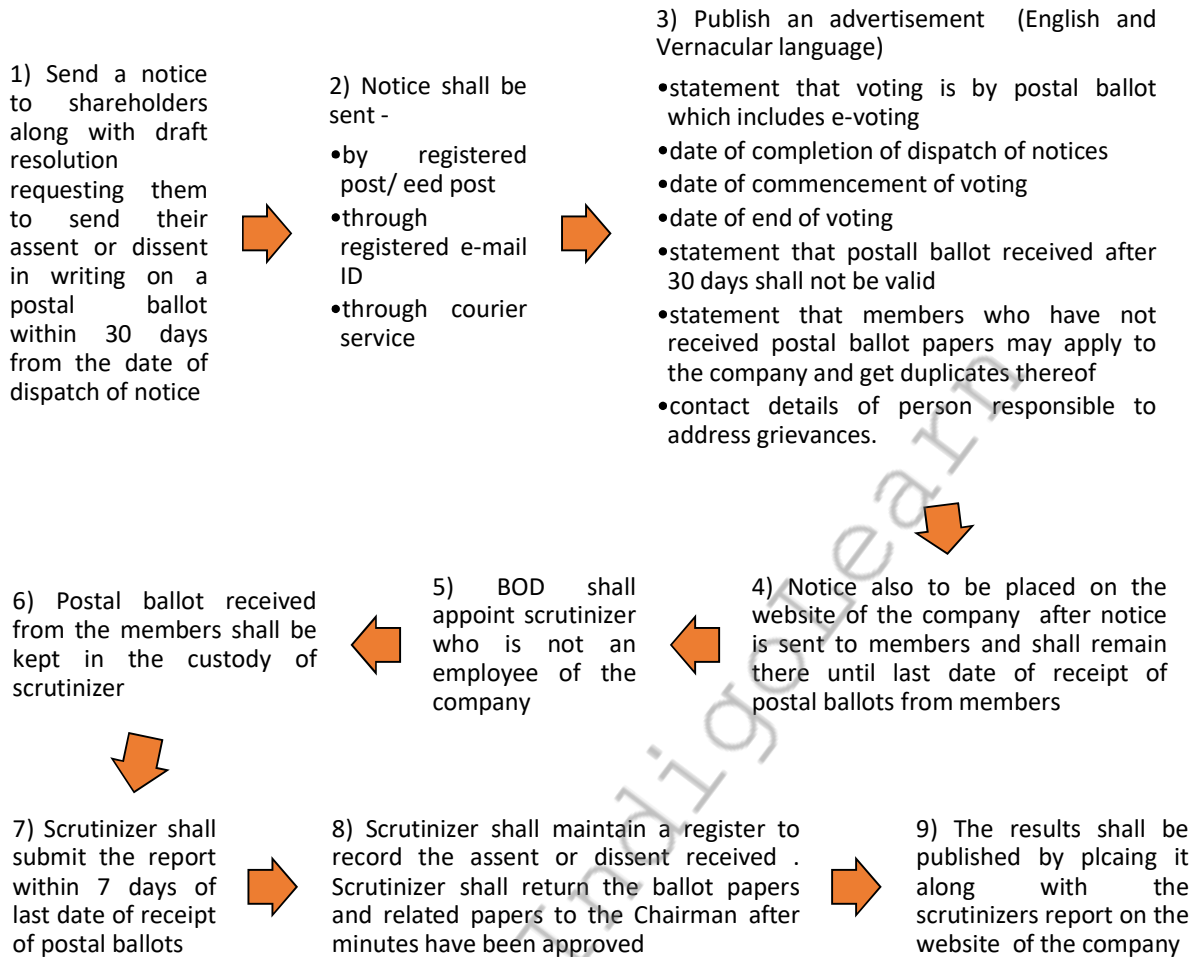 1) Send a notice
to shareholders
along with draft
resolution
requesting them
to send their
assent or dissent
in writing on a
postal ballot
within 30 days
from the date of
dispatch of notice
2) Notice shall be
sent -
•by registered
post/ eed post
•through
registered e-mail
ID
•through courier
service
3) Publish an advertisement (English and
Vernacular language)
•statement that voting is by postal ballot
which includes e-voting
•date of completion of dispatch of notices
•date of commencement of voting
•date of end of voting
•statement that postall ballot received after
30 days shall not be valid
•statement that members who have not
received postal ballot papers may apply to
the company and get duplicates thereof
•contact details of person responsible to
address grievances.
4) Notice also to be placed on the
website of the company after notice
is sent to members and shall remain
there until last date of receipt of
postal ballots from members
5) BOD shall
appoint scrutinizer
who is not an
employee of the
company
6) Postal ballot received
from the members shall be
kept in the custody of
scrutinizer
7) Scrutinizer shall
submit the report
within 7 days of
last date of receipt
of postal ballots
8) Scrutinizer shall maintain a register to
record the assent or dissent received .
Scrutinizer shall return the ballot papers
and related papers to the Chairman after
minutes have been approved
9) The results shall be
published by plcaing it
along with the
scrutinizers report on the
website of the company
IndigoLearn